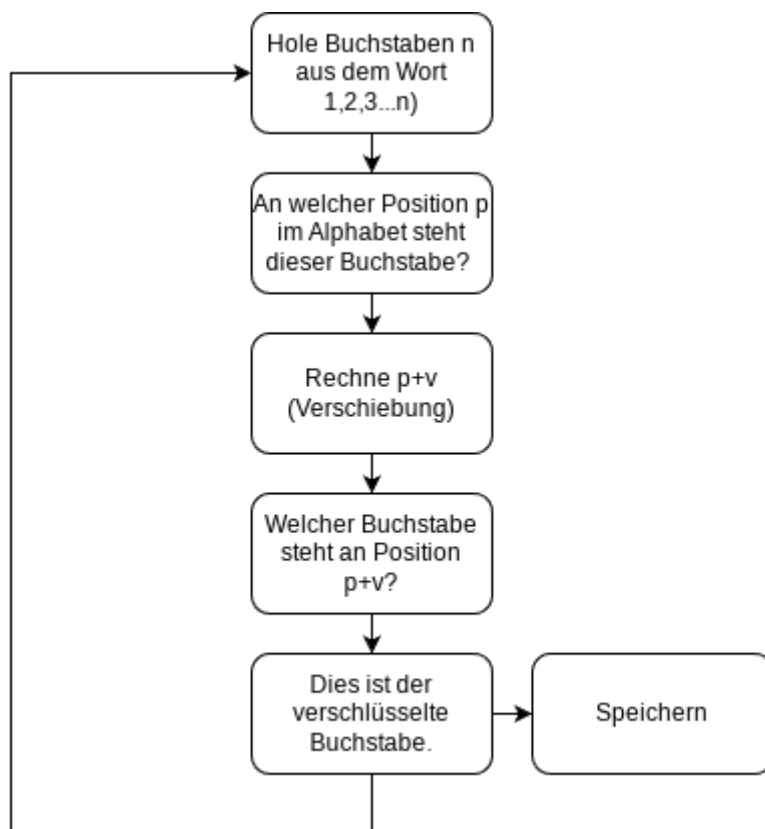 Hole Buchstaben n
aus dem Wort
1,2,3...n)
An welcher Position p
im Alphabet steht
dieser Buchstabe?
Rechne p+v
(Verschiebung)
Welcher Buchstabe
steht an Position
p+v?
Dies ist der
verschlüsselte
Buchstabe.
Speichern